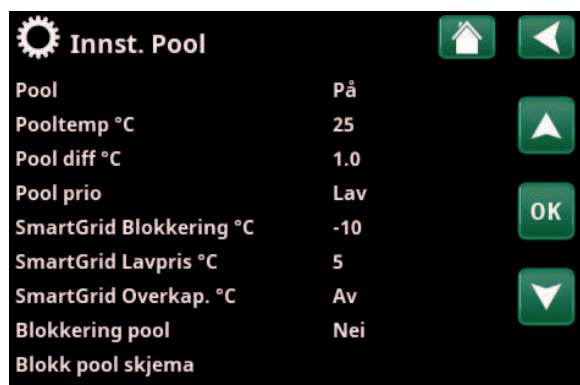 Innst. Pool
Pool På
Pooltemp °C 25
Pool diff °C 1.0
Pool prio Lav
OK
SmartGrid Blokkering °C -10
SmartGrid Lavpris °C 5
SmartGrid Overkap. °C Av
Blokkering pool Nei
Blokk pool skjema